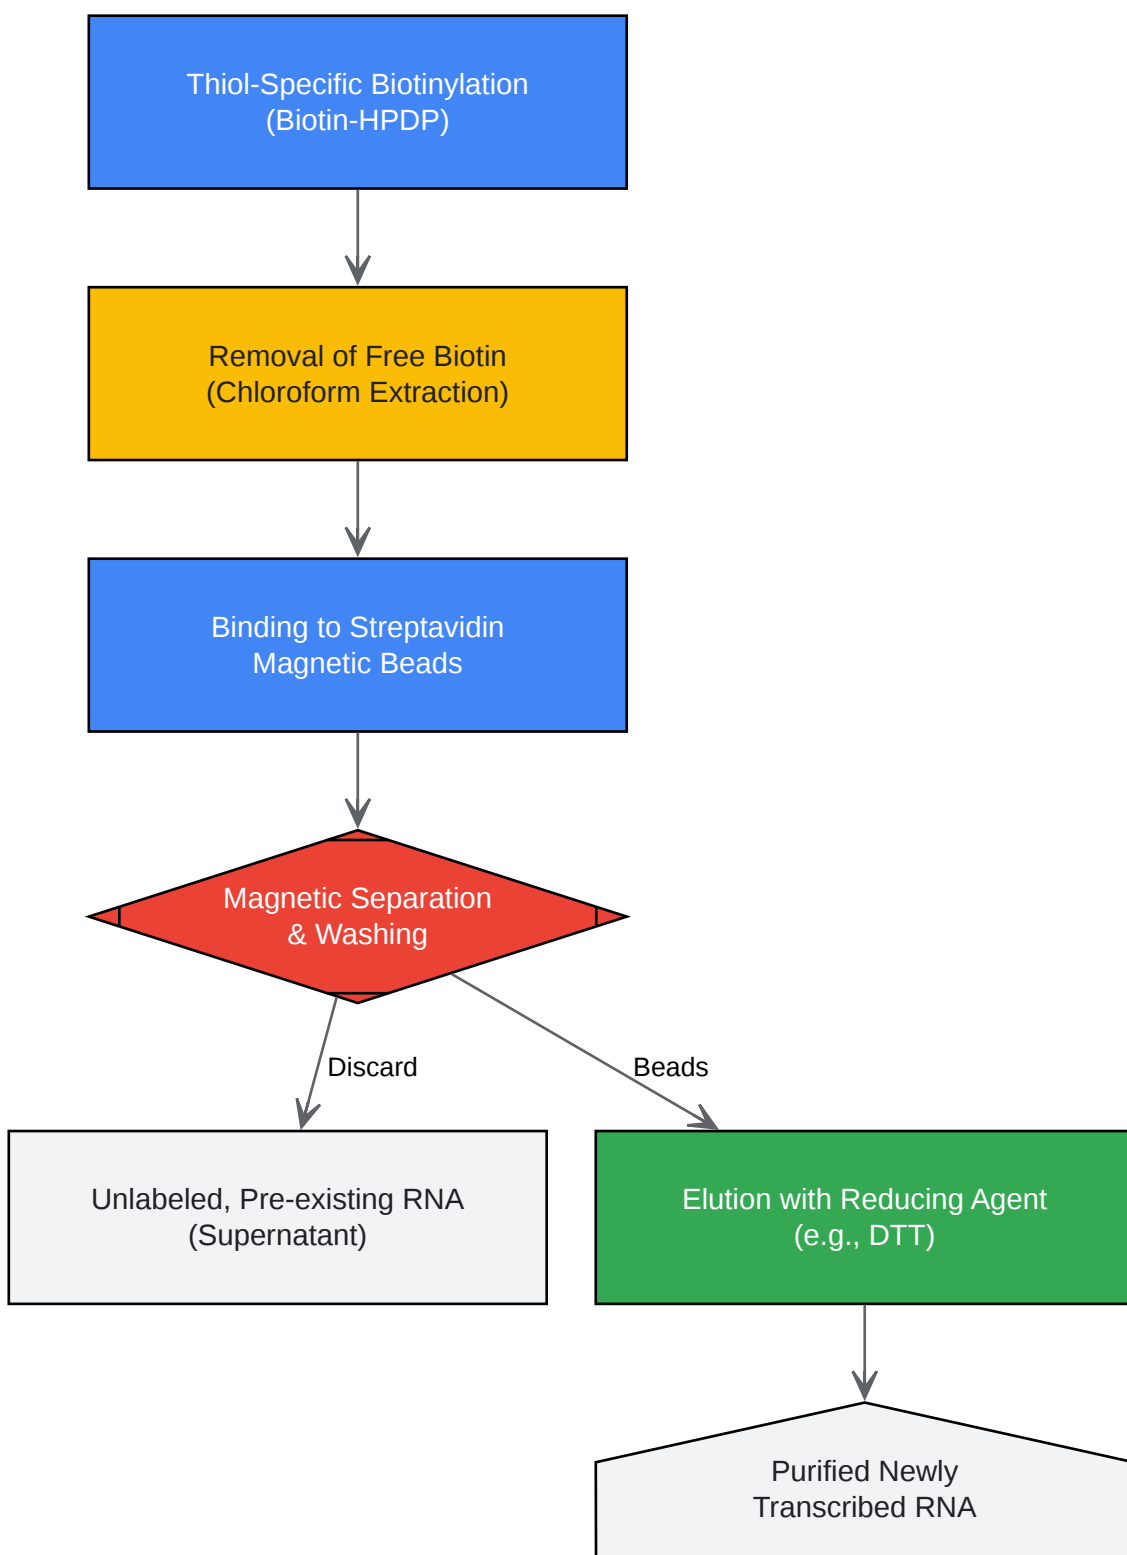 Thiol-Specific Biotinylation
(Biotin-HPDP)
Removal of Free Biotin
(Chloroform Extraction)
Binding to Streptavidin
Magnetic Beads
Magnetic Separation
& Washing
Discard
Beads
Unlabeled, Pre-existing RNA
(Supernatant)
Elution with Reducing Agent
(e.g., DTT)
Purified Newly
Transcribed RNA